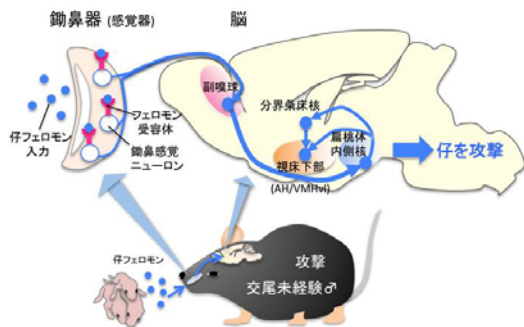 鋤鼻器 (感覚器)
脳
副嗅球
フェロモン
受容体
鋤鼻感覚
ニューロン
仔フェロモン
入力
分界条床核
扁桃体
内側核
視床下部
(AH/VMHvl)
仔を攻撃
仔フェロモン
攻撃
交尾未経験♂